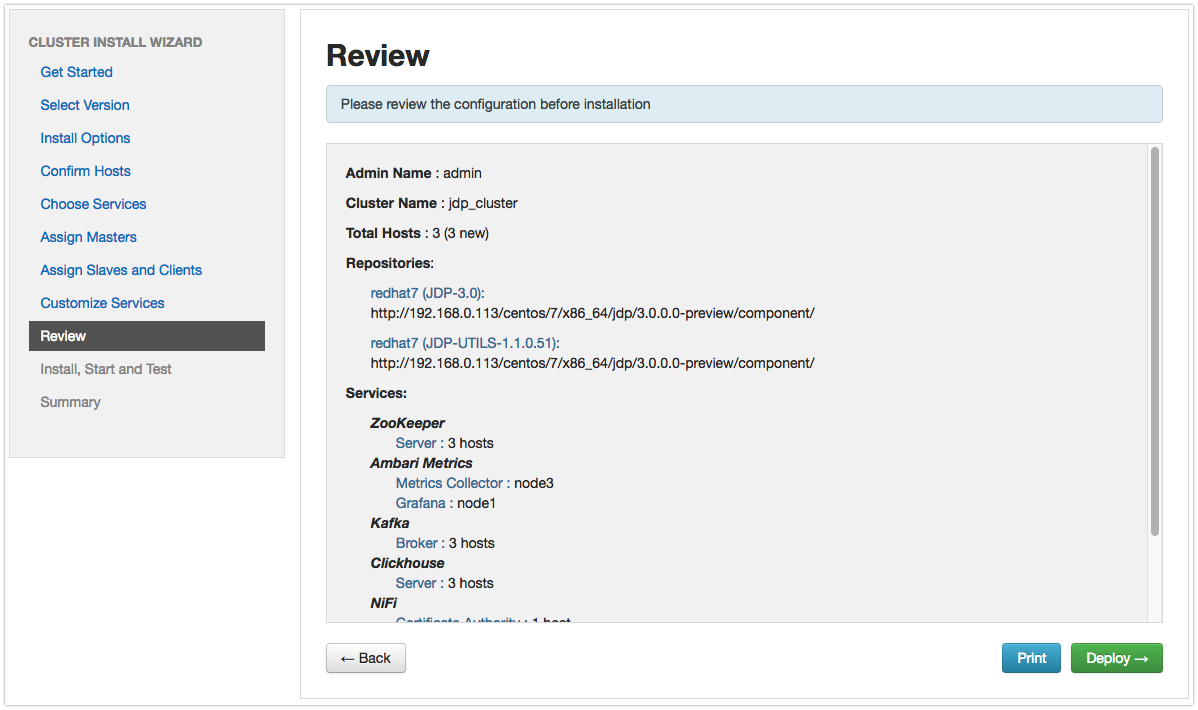 CLUSTER INSTALL WIZARD
Get Started
Select Version
Install Options
Confirm Hosts
Choose Services
Assign Masters
Assign Slaves and Clients
Customize Services
Review
Install, Start and Test
Summary
Review
Please review the configuration before installation
Admin Name : admin
Cluster Name : jdp_cluster
Total Hosts : 3 (3 new)
Repositories:
redhat7 (JDP-3.0):
http://192.168.0.113/centos/7/x86_64/jdp/3.0.0.0-preview/component/
redhat7 (JDP-UTILS-1.1.0.51):
http://192.168.0.113/centos/7/x86_64/jdp/3.0.0.0-preview/component/
Services:
ZooKeeper
Server : 3 hosts
Ambari Metrics
Metrics Collector : node3
Grafana : node1
Kafka
Broker : 3 hosts
Clickhouse
Server : 3 hosts
NiFi
Certificate Authority : 1 host
← Back
Print
Deploy →